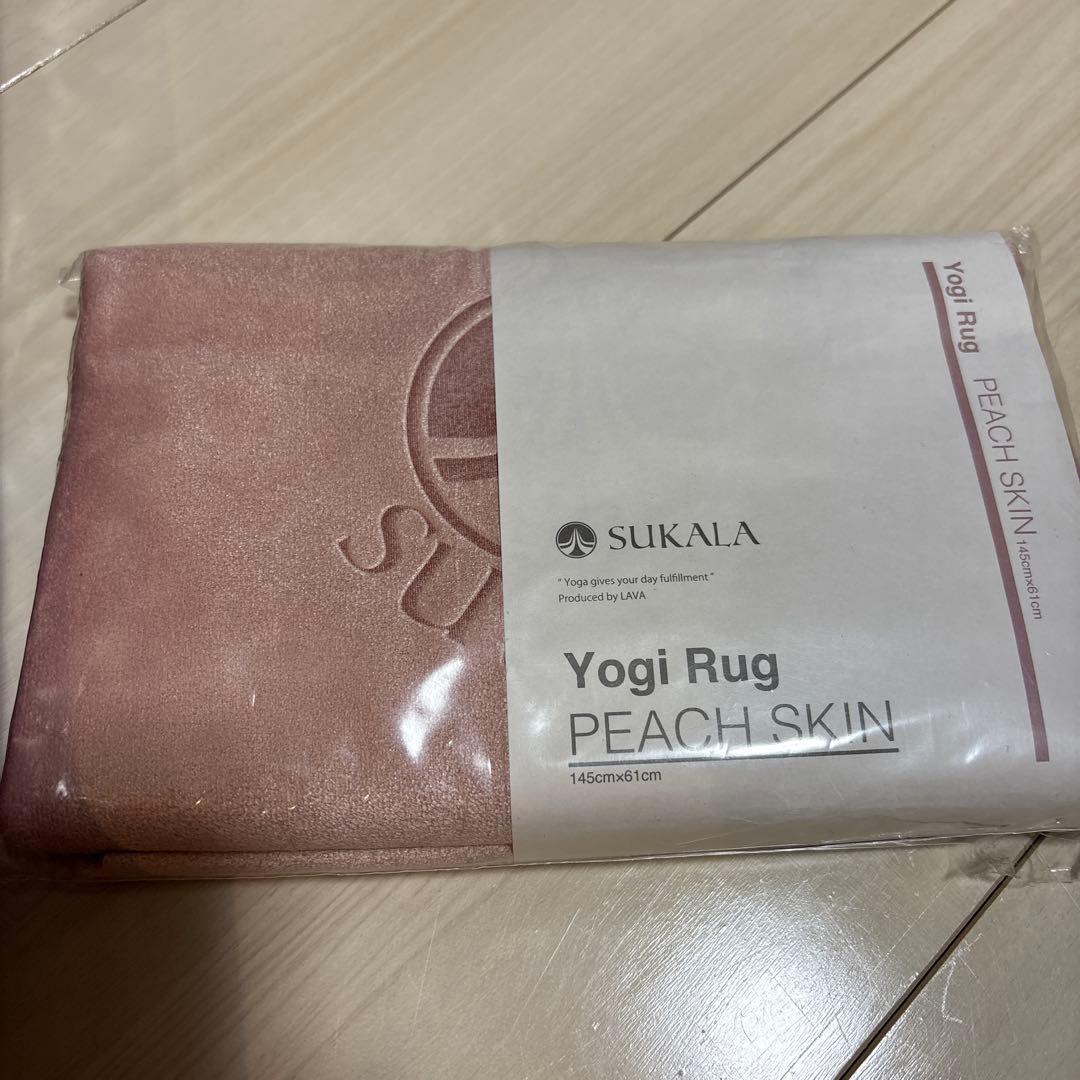 SU
SUKALA
“ Yoga gives your day fulfillment ”
Produced by LAVA
Yogi Rug
PEACH SKIN
145cm×61cm
Yogi Rug PEACH SKIN 145cm×61cm